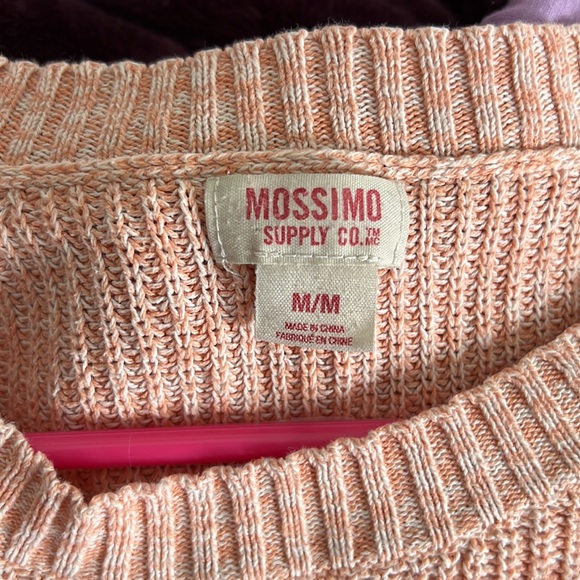 MOSSIMO
SUPPLY CO.™ MC
M/M
MADE IN CHINA
FABRIQUÉ EN CHINE